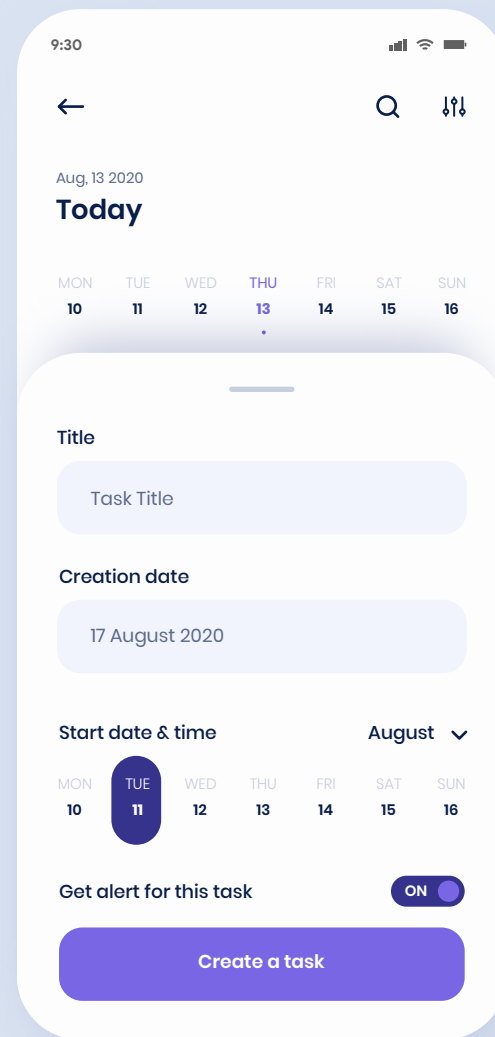 9:30
Aug, 13 2020
Today
MON TUE WED THU FRI SAT SUN
10 11 12 13 14 15 16
Title
Task Title
Creation date
17 August 2020
Start date & time August
MON TUE WED THU FRI SAT SUN
10 11 12 13 14 15 16
Get alert for this task ON
Create a task